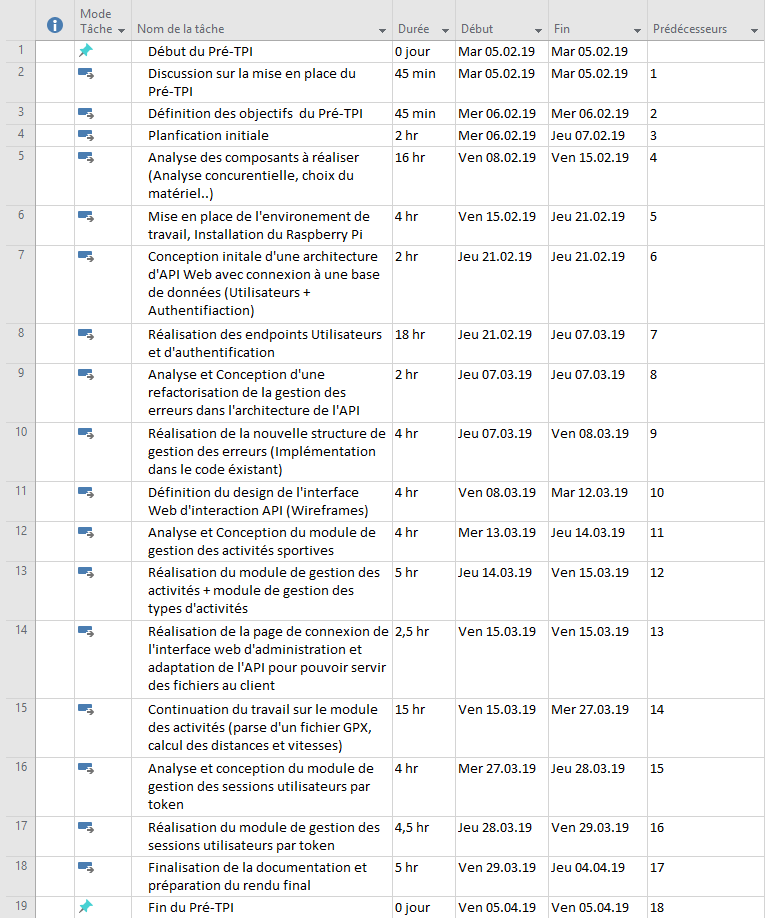 Mode
Tâche Nom de la tâche Durée Début Fin Prédécesseurs
1 Début du Pré-TPI 0 jour Mar 05.02.19 Mar 05.02.19
2 Discussion sur la mise en place du 45 min Mar 05.02.19 Mar 05.02.19 1
Pré-TPI
3 Définition des objectifs du Pré-TPI 45 min Mer 06.02.19 Mer 06.02.19 2
4 Planfication initiale 2 hr Mer 06.02.19 Jeu 07.02.19 3
5 Analyse des composants à réaliser 16 hr Ven 08.02.19 Ven 15.02.19 4
(Analyse concurentielle, choix du
matériel..)
6 Mise en place de l'environement de 4 hr Ven 15.02.19 Jeu 21.02.19 5
travail, Installation du Raspberry Pi
7 Conception initale d'une architecture 2 hr Jeu 21.02.19 Jeu 21.02.19 6
d'API Web avec connexion à une base
de données (Utilisateurs +
Authentifiaction)
8 Réalisation des endpoints Utilisateurs 18 hr Jeu 21.02.19 Jeu 07.03.19 7
et d'authentification
9 Analyse et Conception d'une 2 hr Jeu 07.03.19 Jeu 07.03.19 8
refactorisation de la gestion des
erreurs dans l'architecture de l'API
10 Réalisation de la nouvelle structure de 4 hr Jeu 07.03.19 Ven 08.03.19 9
gestion des erreurs (Implémentation
dans le code éxistant)
11 Définition du design de l'interface 4 hr Ven 08.03.19 Mar 12.03.19 10
Web d'interaction API (Wireframes)
12 Analyse et Conception du module de 4 hr Mer 13.03.19 Jeu 14.03.19 11
gestion des activités sportives
13 Réalisation du module de gestion des 5 hr Jeu 14.03.19 Ven 15.03.19 12
activités + module de gestion des
types d'activités
14 Réalisation de la page de connexion de 2,5 hr Ven 15.03.19 Ven 15.03.19 13
l'interface web d'administration et
adaptation de l'API pour pouvoir servir
des fichiers au client
15 Continuation du travail sur le module 15 hr Ven 15.03.19 Mer 27.03.19 14
des activités (parse d'un fichier GPX,
calcul des distances et vitesses)
16 Analyse et conception du module de 4 hr Mer 27.03.19 Jeu 28.03.19 15
gestion des sessions utilisateurs par
token
17 Réalisation du module de gestion des 4,5 hr Jeu 28.03.19 Ven 29.03.19 16
sessions utilisateurs par token
18 Finalisation de la documentation et 5 hr Ven 29.03.19 Jeu 04.04.19 17
préparation du rendu final
19 Fin du Pré-TPI 0 jour Ven 05.04.19 Ven 05.04.19 18